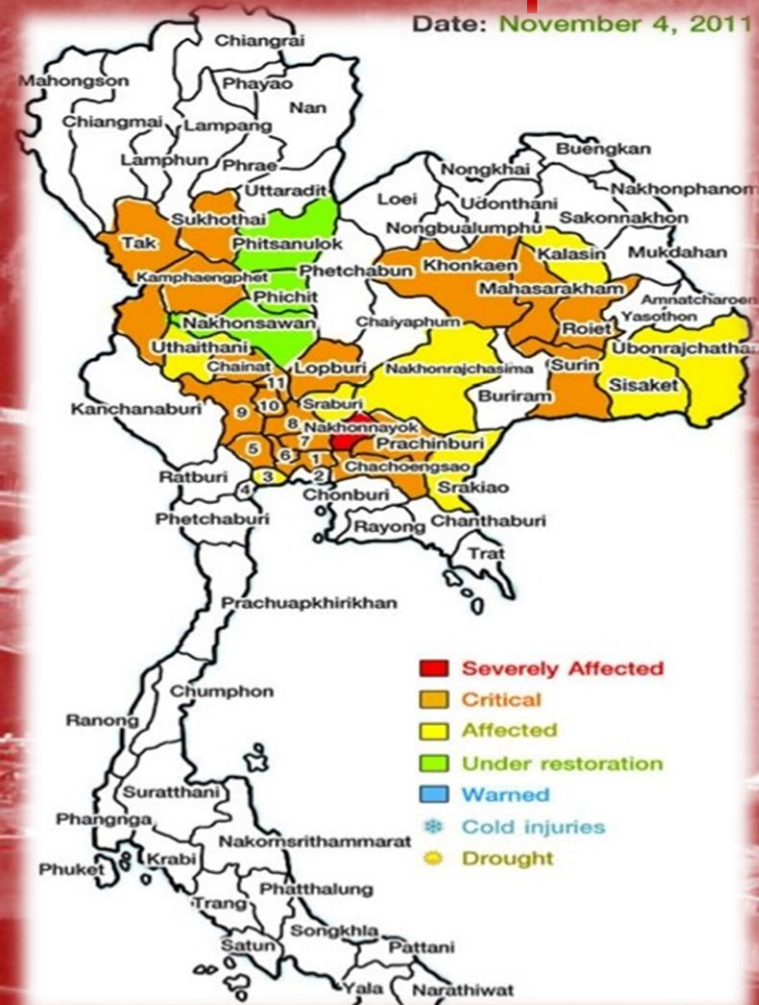 Date: November 4, 2011
Chiangrai
Mahongson
Phayao
Nan
Chiangmai
Lampang
Lamphun
Phrae
Buengkan
Nongkhai
Uttaradit
Loei
Udonthani
Nakhonphanom
Sukhothai
Sakonnakhon
Tak
Phitsanulok
Nongbualumphu
Kalasin
Mukdahan
Kamphaengphet
Phetchabun
Khonkaen
Mahasarakham
Phichit
Amnatcharoen
Yasothon
Nakhonsawan
Chaiyaphum
Roiet
Uthaithani
Ubonrajchatha
Chainat
Lopburi
Nakhonrajchasima
Surin
11
Sisaket
Kanchanaburi
9
10
Sraburi
Buriram
8
Nakhonnayok
7
Prachinburi
5
6
1
Chachoengsao
Ratburi
3
2
4
Chonburi
Srakiao
Phetchaburi
Rayong
Chanthaburi
Trat
Prachuapkhirikhan
Severely Affected
Critical
Affected
Under restoration
Warned
Cold injuries
Drought
Chumphon
Ranong
Suratthani
Phangnga
Nakornsrithammarat
Phuket
Krabi
Phatthalung
Trang
Songkhla
Satun
Pattani
Yala
Narathiwat